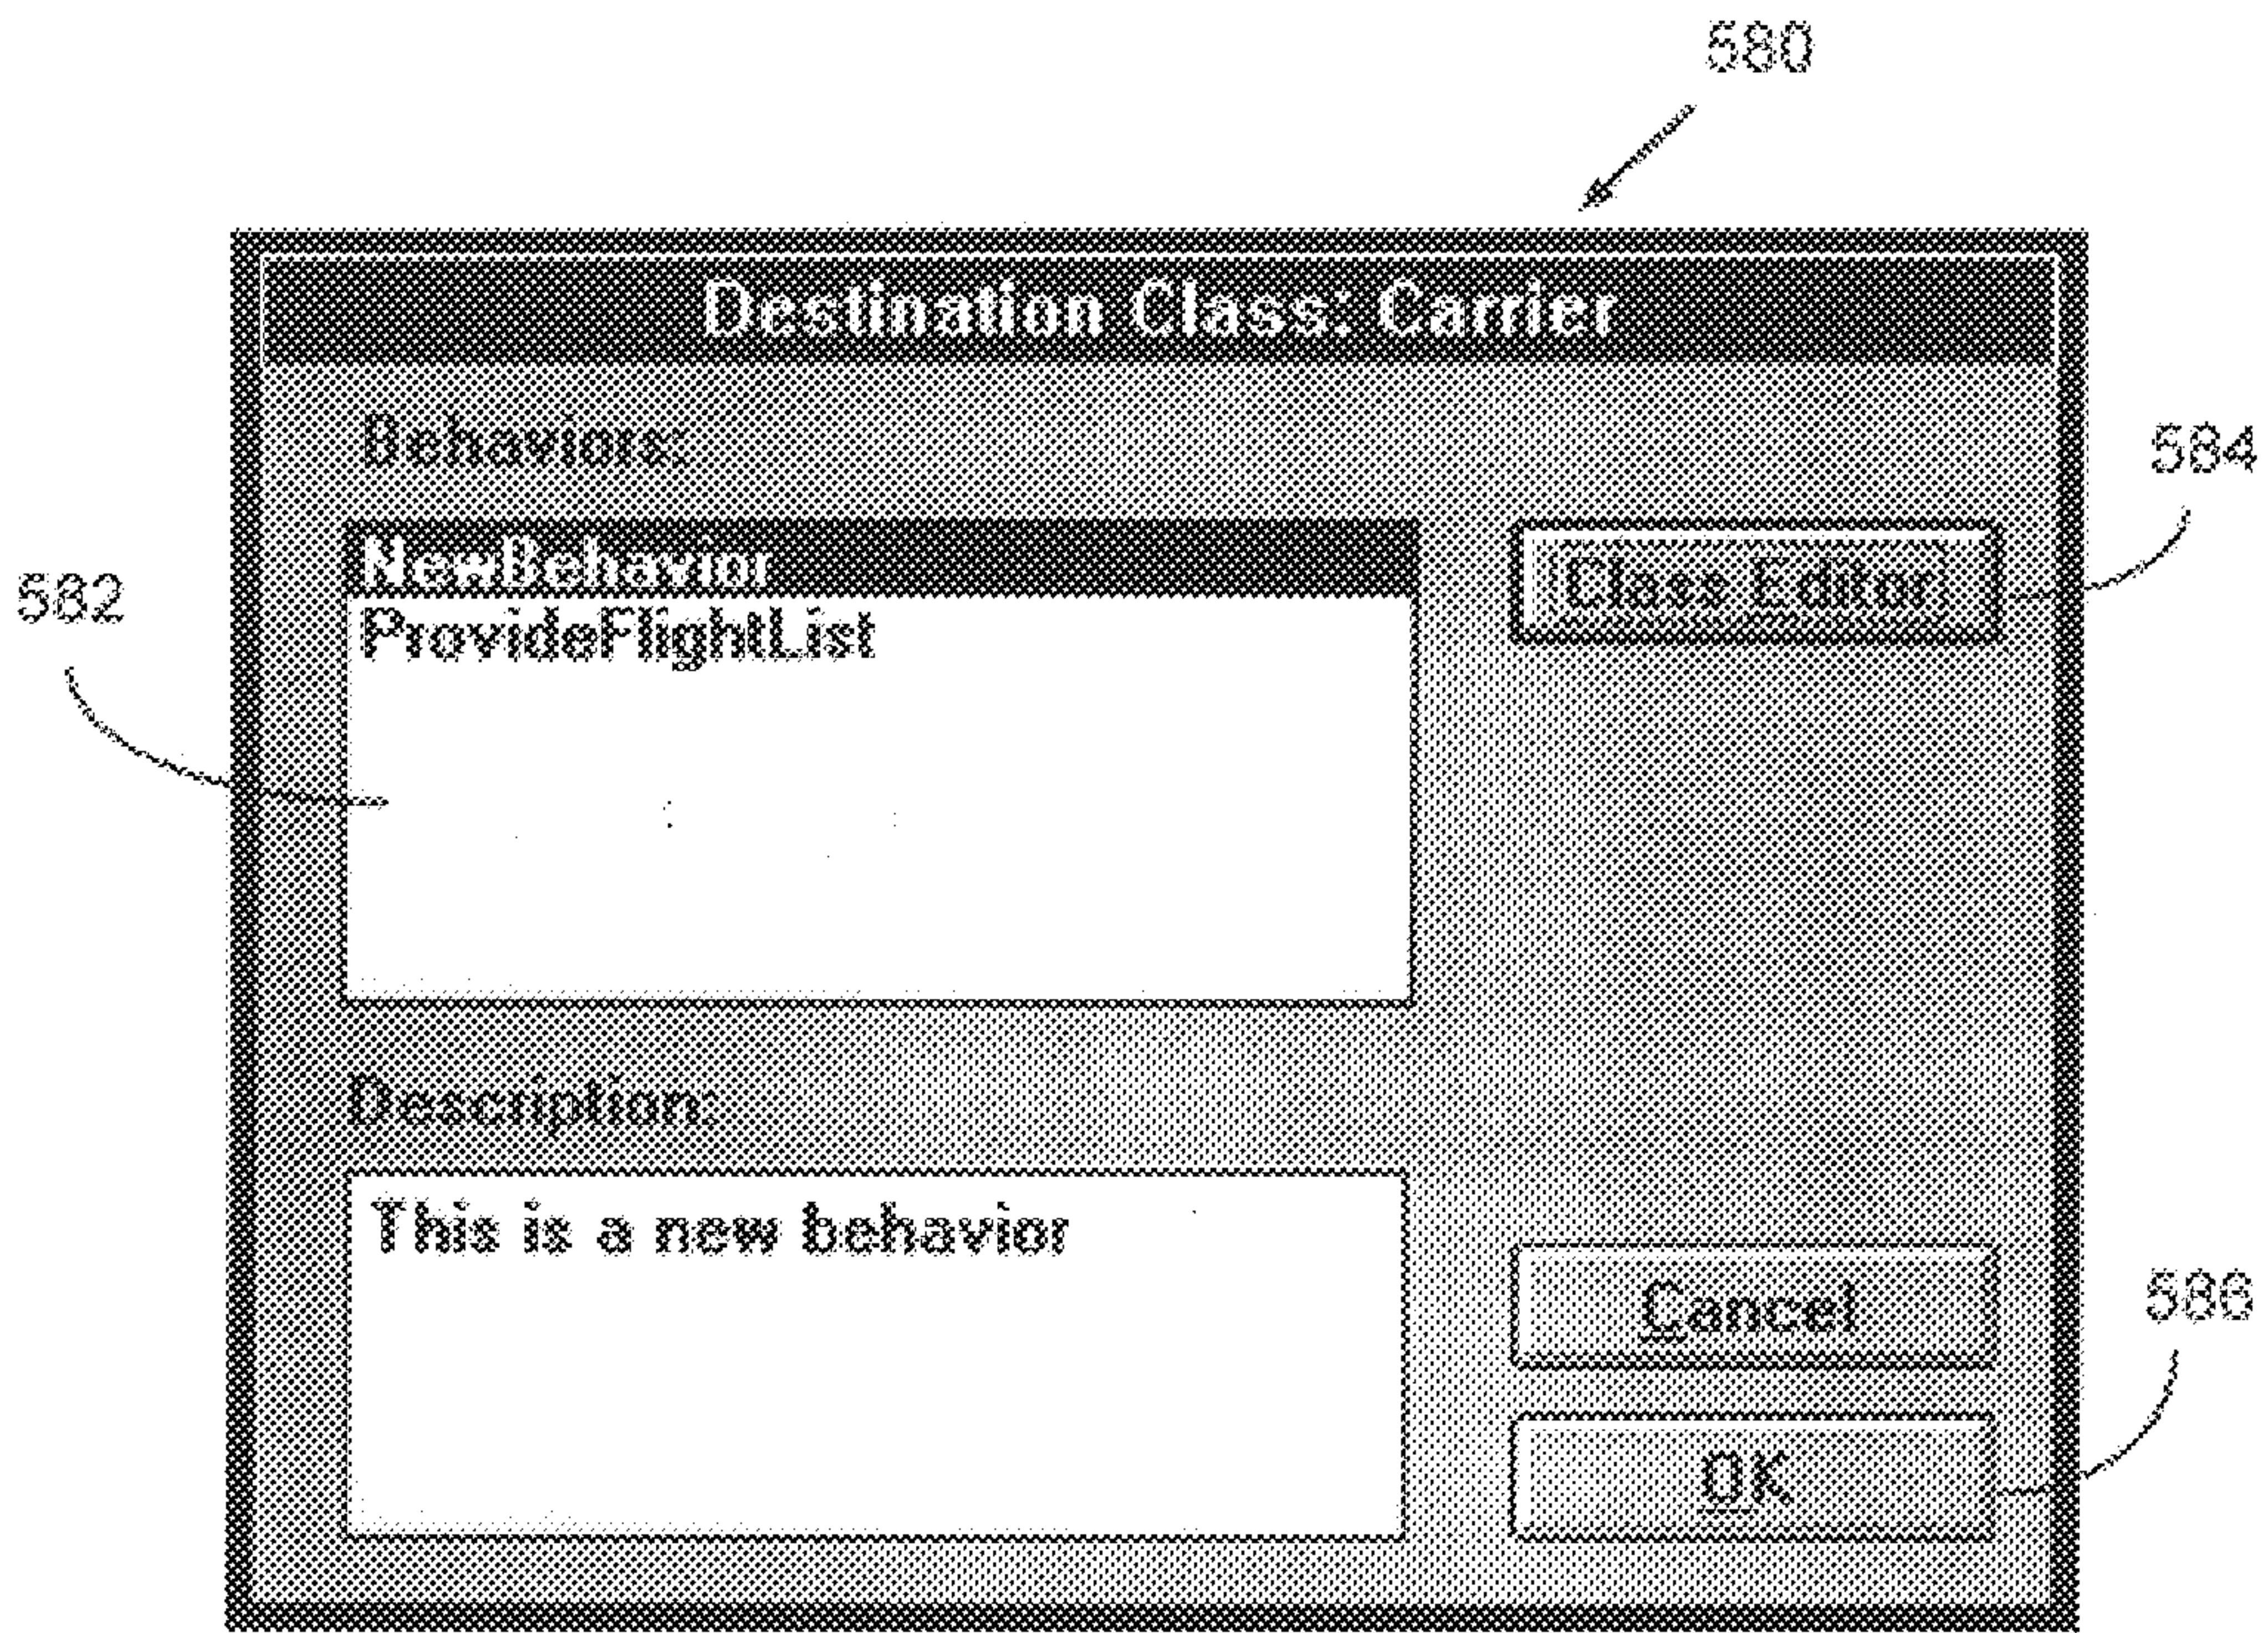 580
Destination Class: Carrier
Behaviors:
584
NewBehavior
Class Editor
582
ProvideFlightList
Description:
This is a new behavior
Cancel
586
OK